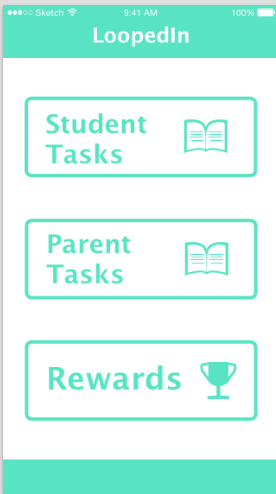 Sketch 9:41 AM 100%
LoopedIn
Student
Tasks
Parent
Tasks
Rewards